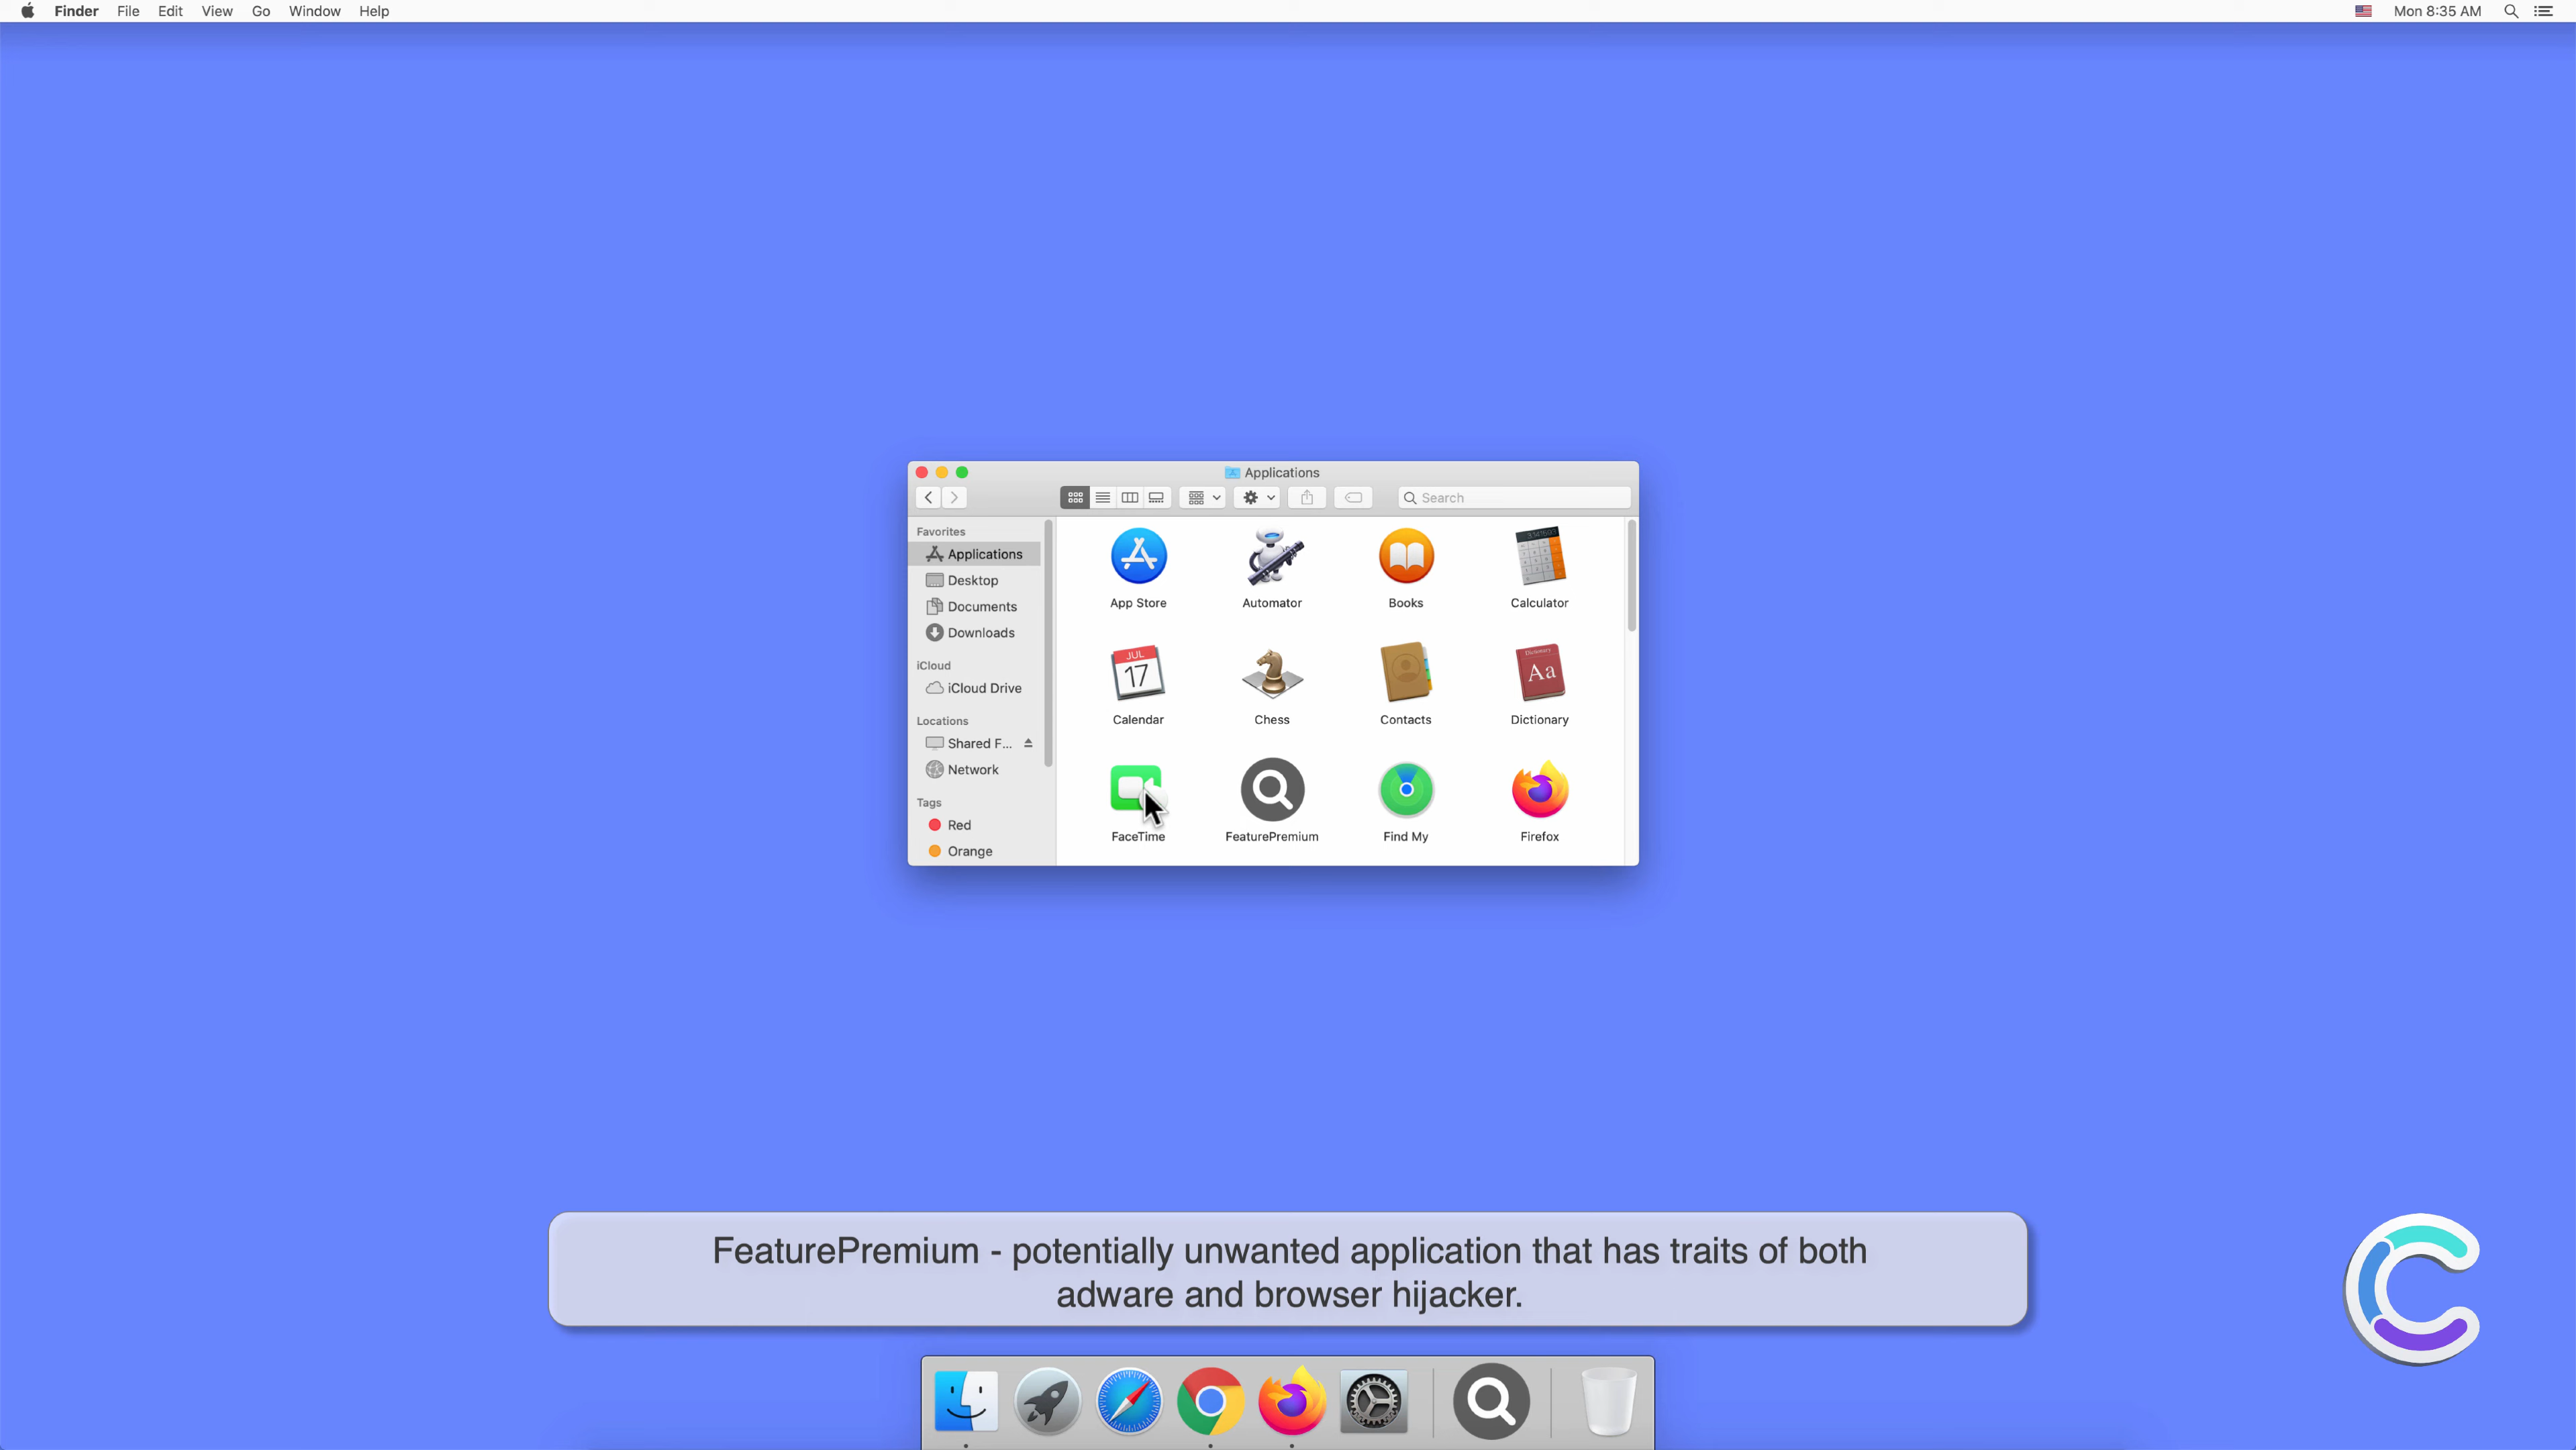 Finder File Edit View Go Window Help Mon 8:35 AM
Applications
Search
Favorites
Applications
Desktop
Documents
Downloads
iCloud
iCloud Drive
Locations
Shared F...
Network
Tags
Red
Orange
App Store Automator Books Calculator
JUL
17
Dictionary
Aa
Calendar Chess Contacts Dictionary
FaceTime FeaturePremium Find My Firefox
FeaturePremium - potentially unwanted application that has traits of both
adware and browser hijacker.